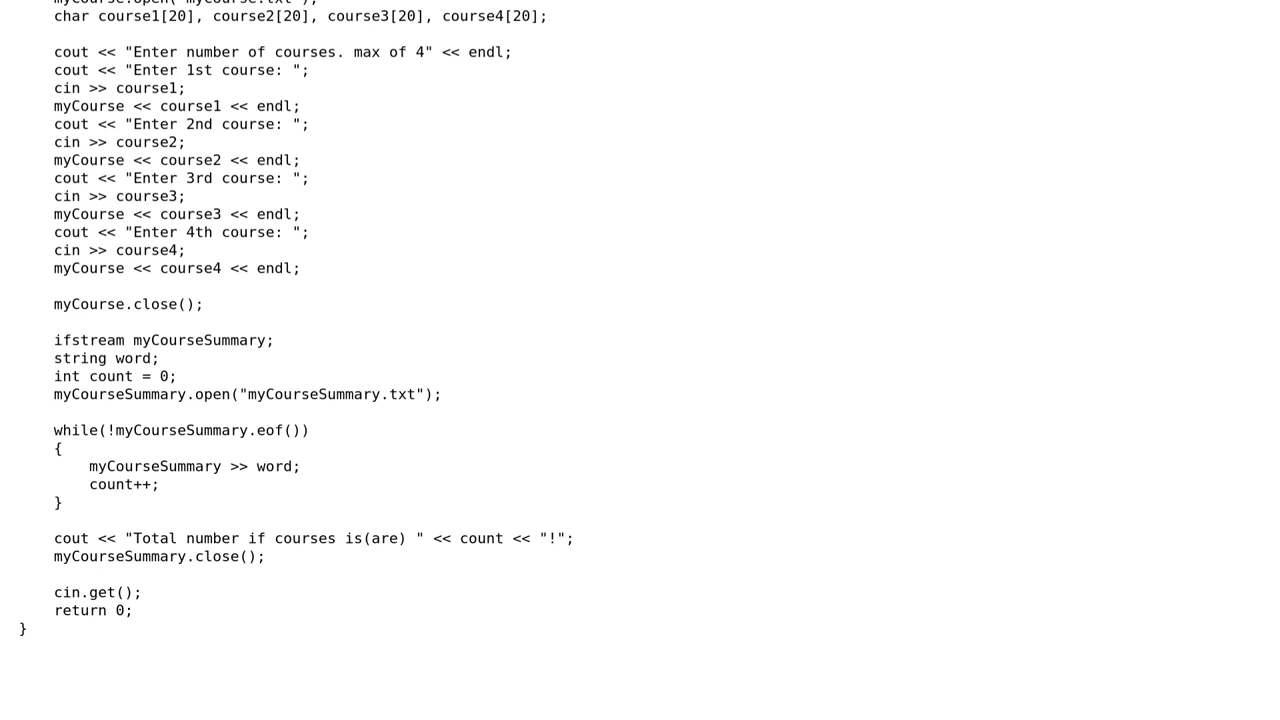 myCourse.open("myCourse.txt");
char course1[20], course2[20], course3[20], course4[20];
cout << "Enter number of courses. max of 4" << endl;
cout << "Enter 1st course: ";
cin >> course1;
myCourse << course1 << endl;
cout << "Enter 2nd course: ";
cin >> course2;
myCourse << course2 << endl;
cout << "Enter 3rd course: ";
cin >> course3;
myCourse << course3 << endl;
cout << "Enter 4th course: ";
cin >> course4;
myCourse << course4 << endl;
myCourse.close();
ifstream myCourseSummary;
string word;
int count = 0;
myCourseSummary.open("myCourseSummary.txt");
while(!myCourseSummary.eof())
{
myCourseSummary >> word;
count++;
}
cout << "Total number if courses is(are) " << count << "!";
myCourseSummary.close();
cin.get();
return 0;
}